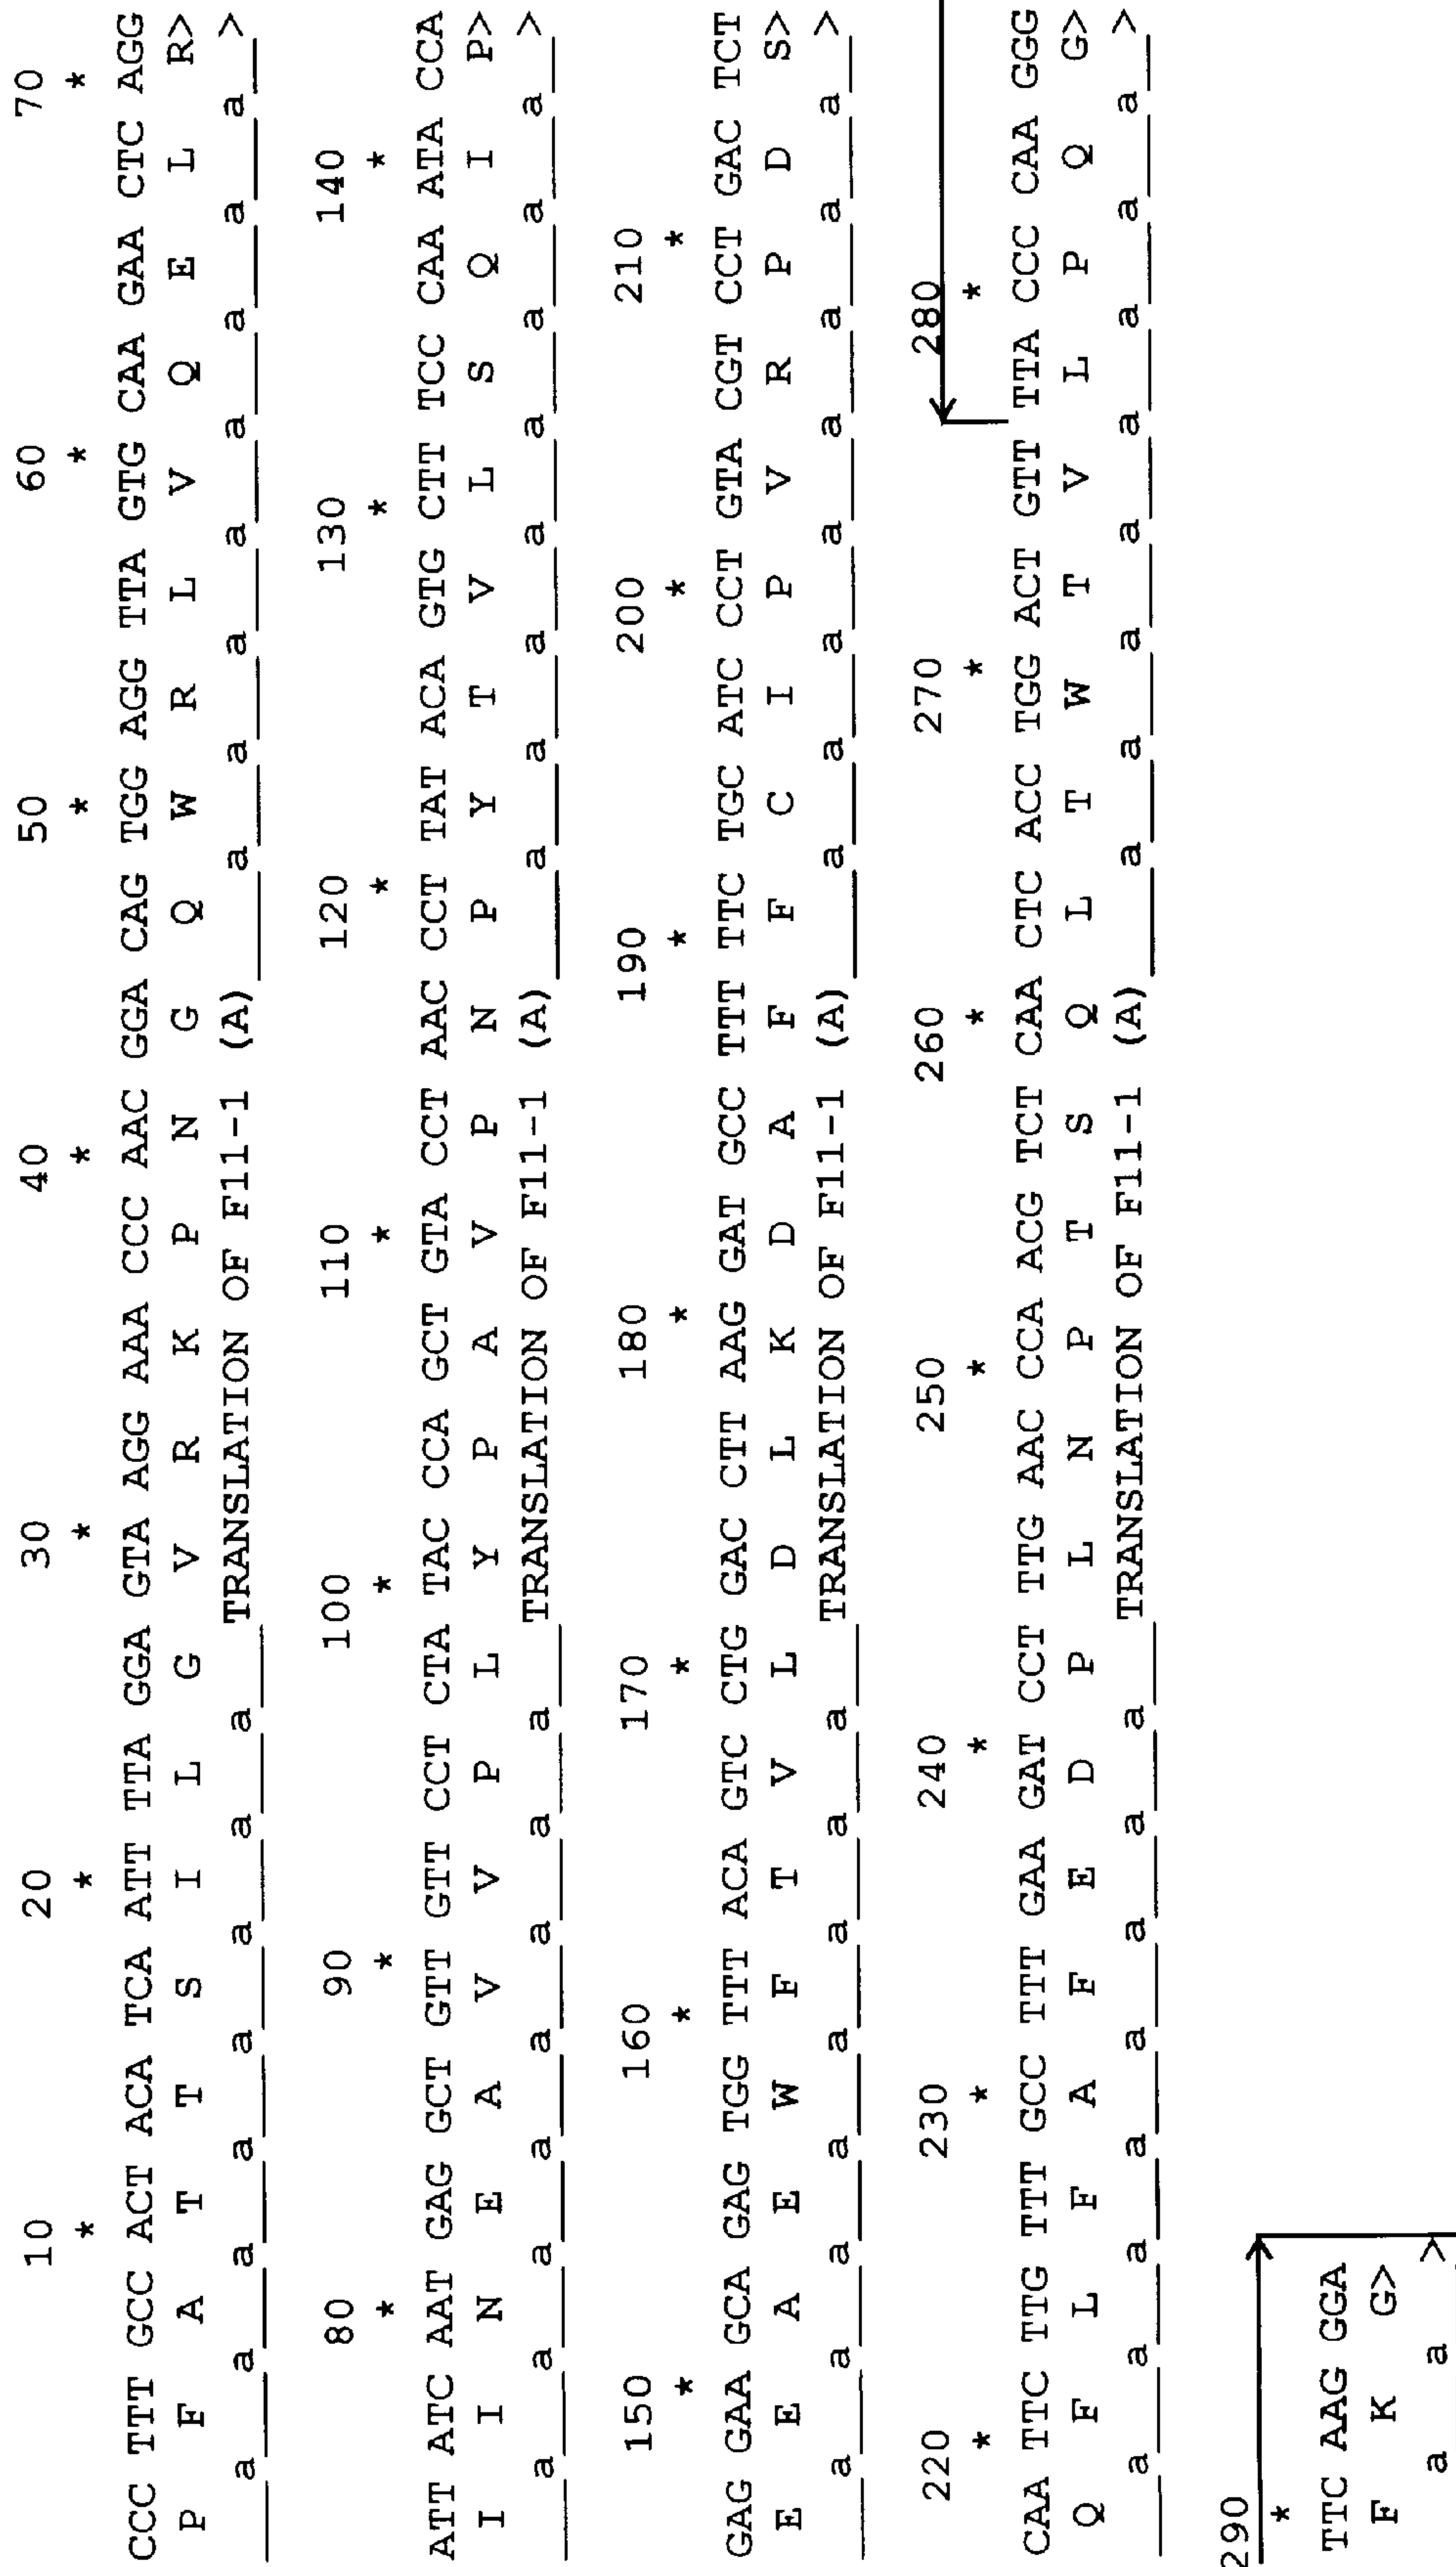 10 20 30 40 50 60 70
* * * * * * *
CCC TTT GCC ACT ACA TCA ATT TTA GGA GTA AGG AAA CCC AAC GGA CAG TGG AGG TTA GTG CAA GAA CTC AGG
P F A T T S I L G V R K P N G Q W R L V Q E L R>
a a a a a a a TRANSLATION OF F11-1 (A) a a a a a a a a >
80 90 100 110 120 130 140
* * * * * * *
ATT ATC AAT GAG GCT GTT GTT CCT CTA TAC CCA GCT GTA CCT AAC CCT TAT ACA GTG CTT TCC CAA ATA CCA
I I N E A V V P L Y P A V P N P Y T V L S Q I P>
a a a a a a a TRANSLATION OF F11-1 (A) a a a a a a a a >
150 160 170 180 190 200 210
* * * * * * *
GAG GAA GCA GAG TGG TTT ACA GTC CTG GAC CTT AAG GAT GCC TTT TTC TGC ATC CCT GTA CGT CCT GAC TCT
E E A E W F T V L D L K D A F F C I P V R P D S>
a a a a a a a TRANSLATION OF F11-1 (A) a a a a a a a a >
220 230 240 250 260 270 280
* * * * * * *
CAA TTC TTG TTT GCC TTT GAA GAT CCT TTG AAC CCA ACG TCT CAA CTC ACC TGG ACT GTT TTA CCC CAA GGG
Q F L F A F E D P L N P T S Q L T W T V L P Q G>
a a a a a a a TRANSLATION OF F11-1 (A) a a a a a a a a >
290
*
TTC AAG GGA
F K G>
a a >